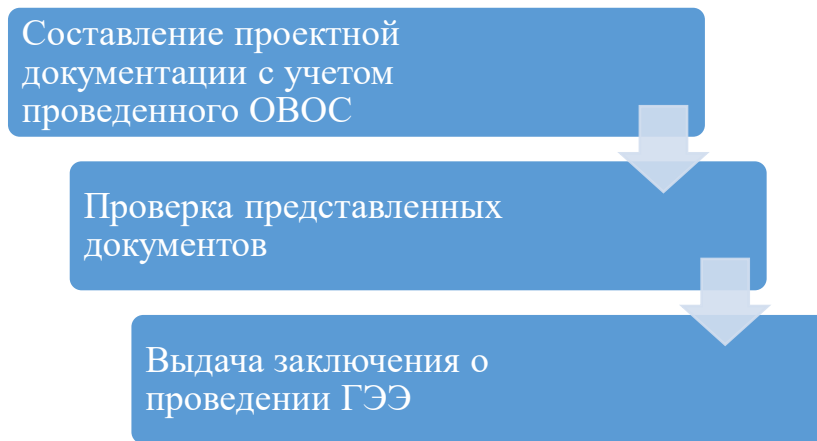 Составление проектной
документации с учетом
проведенного ОВОС
Проверка представленных
документов
Выдача заключения о
проведении ГЭЭ